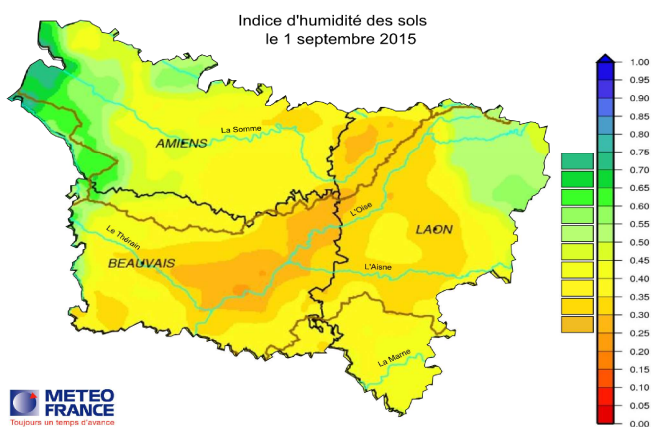 Indice d'humidité des sols
le 1 septembre 2015
La Somme
AMIENS
L'Oise
LAON
Le Thérain
BEAUVAIS
L'Aisne
La Marne
1.00
0.95
0.90
0.85
0.80
0.76
0.70
0.65
0.60
0.55
0.50
0.45
0.40
0.35
0.30
0.25
0.20
0.15
0.10
0.05
0.00
METEO
FRANCE
Toujours un temps d'avance